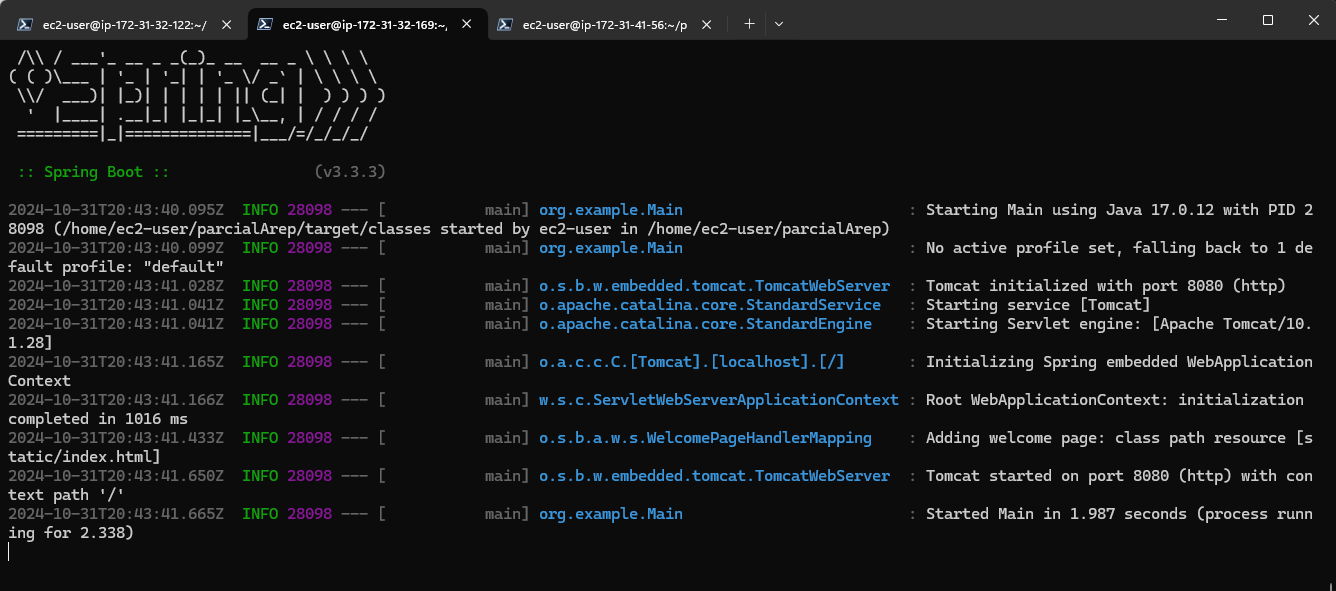 ec2-user@ip-172-31-32-122:~/
ec2-user@ip-172-31-32-169:~,
ec2-user@ip-172-31-41-56:~/p
 /\\ / ___'_ __ _ _(_)_ __  __ _ \ \ \ \
( ( )\___ | '_ | '_| | '_ \/ _` | \ \ \ \
 \\/  ___)| |_)| | | | | || (_| |  ) ) ) )
  '  |____| .__|_| |_|_| |_\__, | / / / /
 =========|_|==============|___/=/_/_/_/
 :: Spring Boot ::                (v3.3.3)
2024-10-31T20:43:40.095Z  INFO 28098 --- [           main] org.example.Main                         : Starting Main using Java 17.0.12 with PID 2
8098 (/home/ec2-user/parcialArep/target/classes started by ec2-user in /home/ec2-user/parcialArep)
2024-10-31T20:43:40.099Z  INFO 28098 --- [           main] org.example.Main                         : No active profile set, falling back to 1 de
fault profile: "default"
2024-10-31T20:43:41.028Z  INFO 28098 --- [           main] o.s.b.w.embedded.tomcat.TomcatWebServer  : Tomcat initialized with port 8080 (http)
2024-10-31T20:43:41.041Z  INFO 28098 --- [           main] o.apache.catalina.core.StandardService   : Starting service [Tomcat]
2024-10-31T20:43:41.041Z  INFO 28098 --- [           main] o.apache.catalina.core.StandardEngine    : Starting Servlet engine: [Apache Tomcat/10.
1.28]
2024-10-31T20:43:41.165Z  INFO 28098 --- [           main] o.a.c.c.C.[Tomcat].[localhost].[/]       : Initializing Spring embedded WebApplication
Context
2024-10-31T20:43:41.166Z  INFO 28098 --- [           main] w.s.c.ServletWebServerApplicationContext : Root WebApplicationContext: initialization
completed in 1016 ms
2024-10-31T20:43:41.433Z  INFO 28098 --- [           main] o.s.b.a.w.s.WelcomePageHandlerMapping    : Adding welcome page: class path resource [s
tatic/index.html]
2024-10-31T20:43:41.650Z  INFO 28098 --- [           main] o.s.b.w.embedded.tomcat.TomcatWebServer  : Tomcat started on port 8080 (http) with con
text path '/'
2024-10-31T20:43:41.665Z  INFO 28098 --- [           main] org.example.Main                         : Started Main in 1.987 seconds (process runn
ing for 2.338)